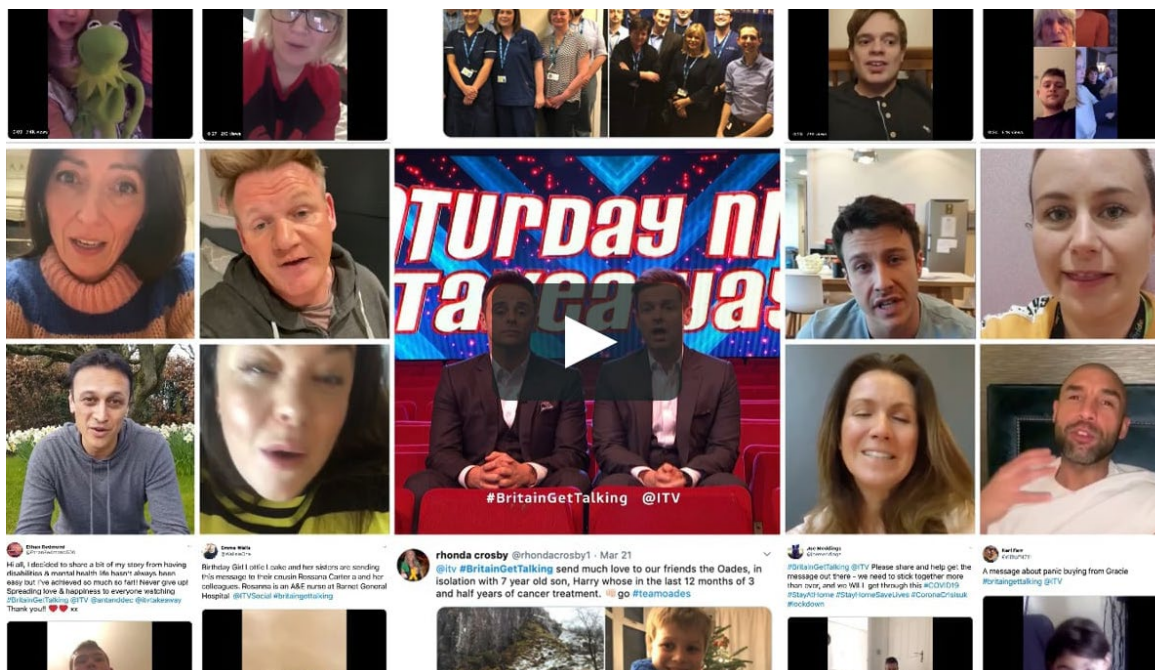 SATURDAY NI
TAKEAWAY
#BritainGetTalking @ITV
Hi all, I decided to share a bit of my story from having
disabilities & mental health life hasn't always been
easy but i've achieved so much so far!! Never give up!
Spreading love & happiness to everyone watching
#BritainGetTalking @ITV @antanddec @itvtakeaway
Thank you!! ❤️❤️ xx
Emma Wallis
Birthday Girl Lottie Loake and her sisters are sending
this message to their cousin Rosanna Carter a and her
colleagues. Rosanna is an A&E nurse at Barnet General
Hospital @ITVSocial #britaingettalking
rhonda crosby @rhondacrosby1 · Mar 21
@itv #BritainGetTalking send much love to our friends the Oades, in
isolation with 7 year old son, Harry whose in the last 12 months of 3
and half years of cancer treatment. 👊🏻go #teamoades
#BritainGetTalking @ITV Please share and help get the
message out there - we need to stick together more
than ever, and we WILL get through this #COVID19
#StayAtHome #StayHomeSaveLives #CoronaCrisisuk
#lockdown
Karl Farr
A message about panic buying from Gracie
#britaingettalking @ITV